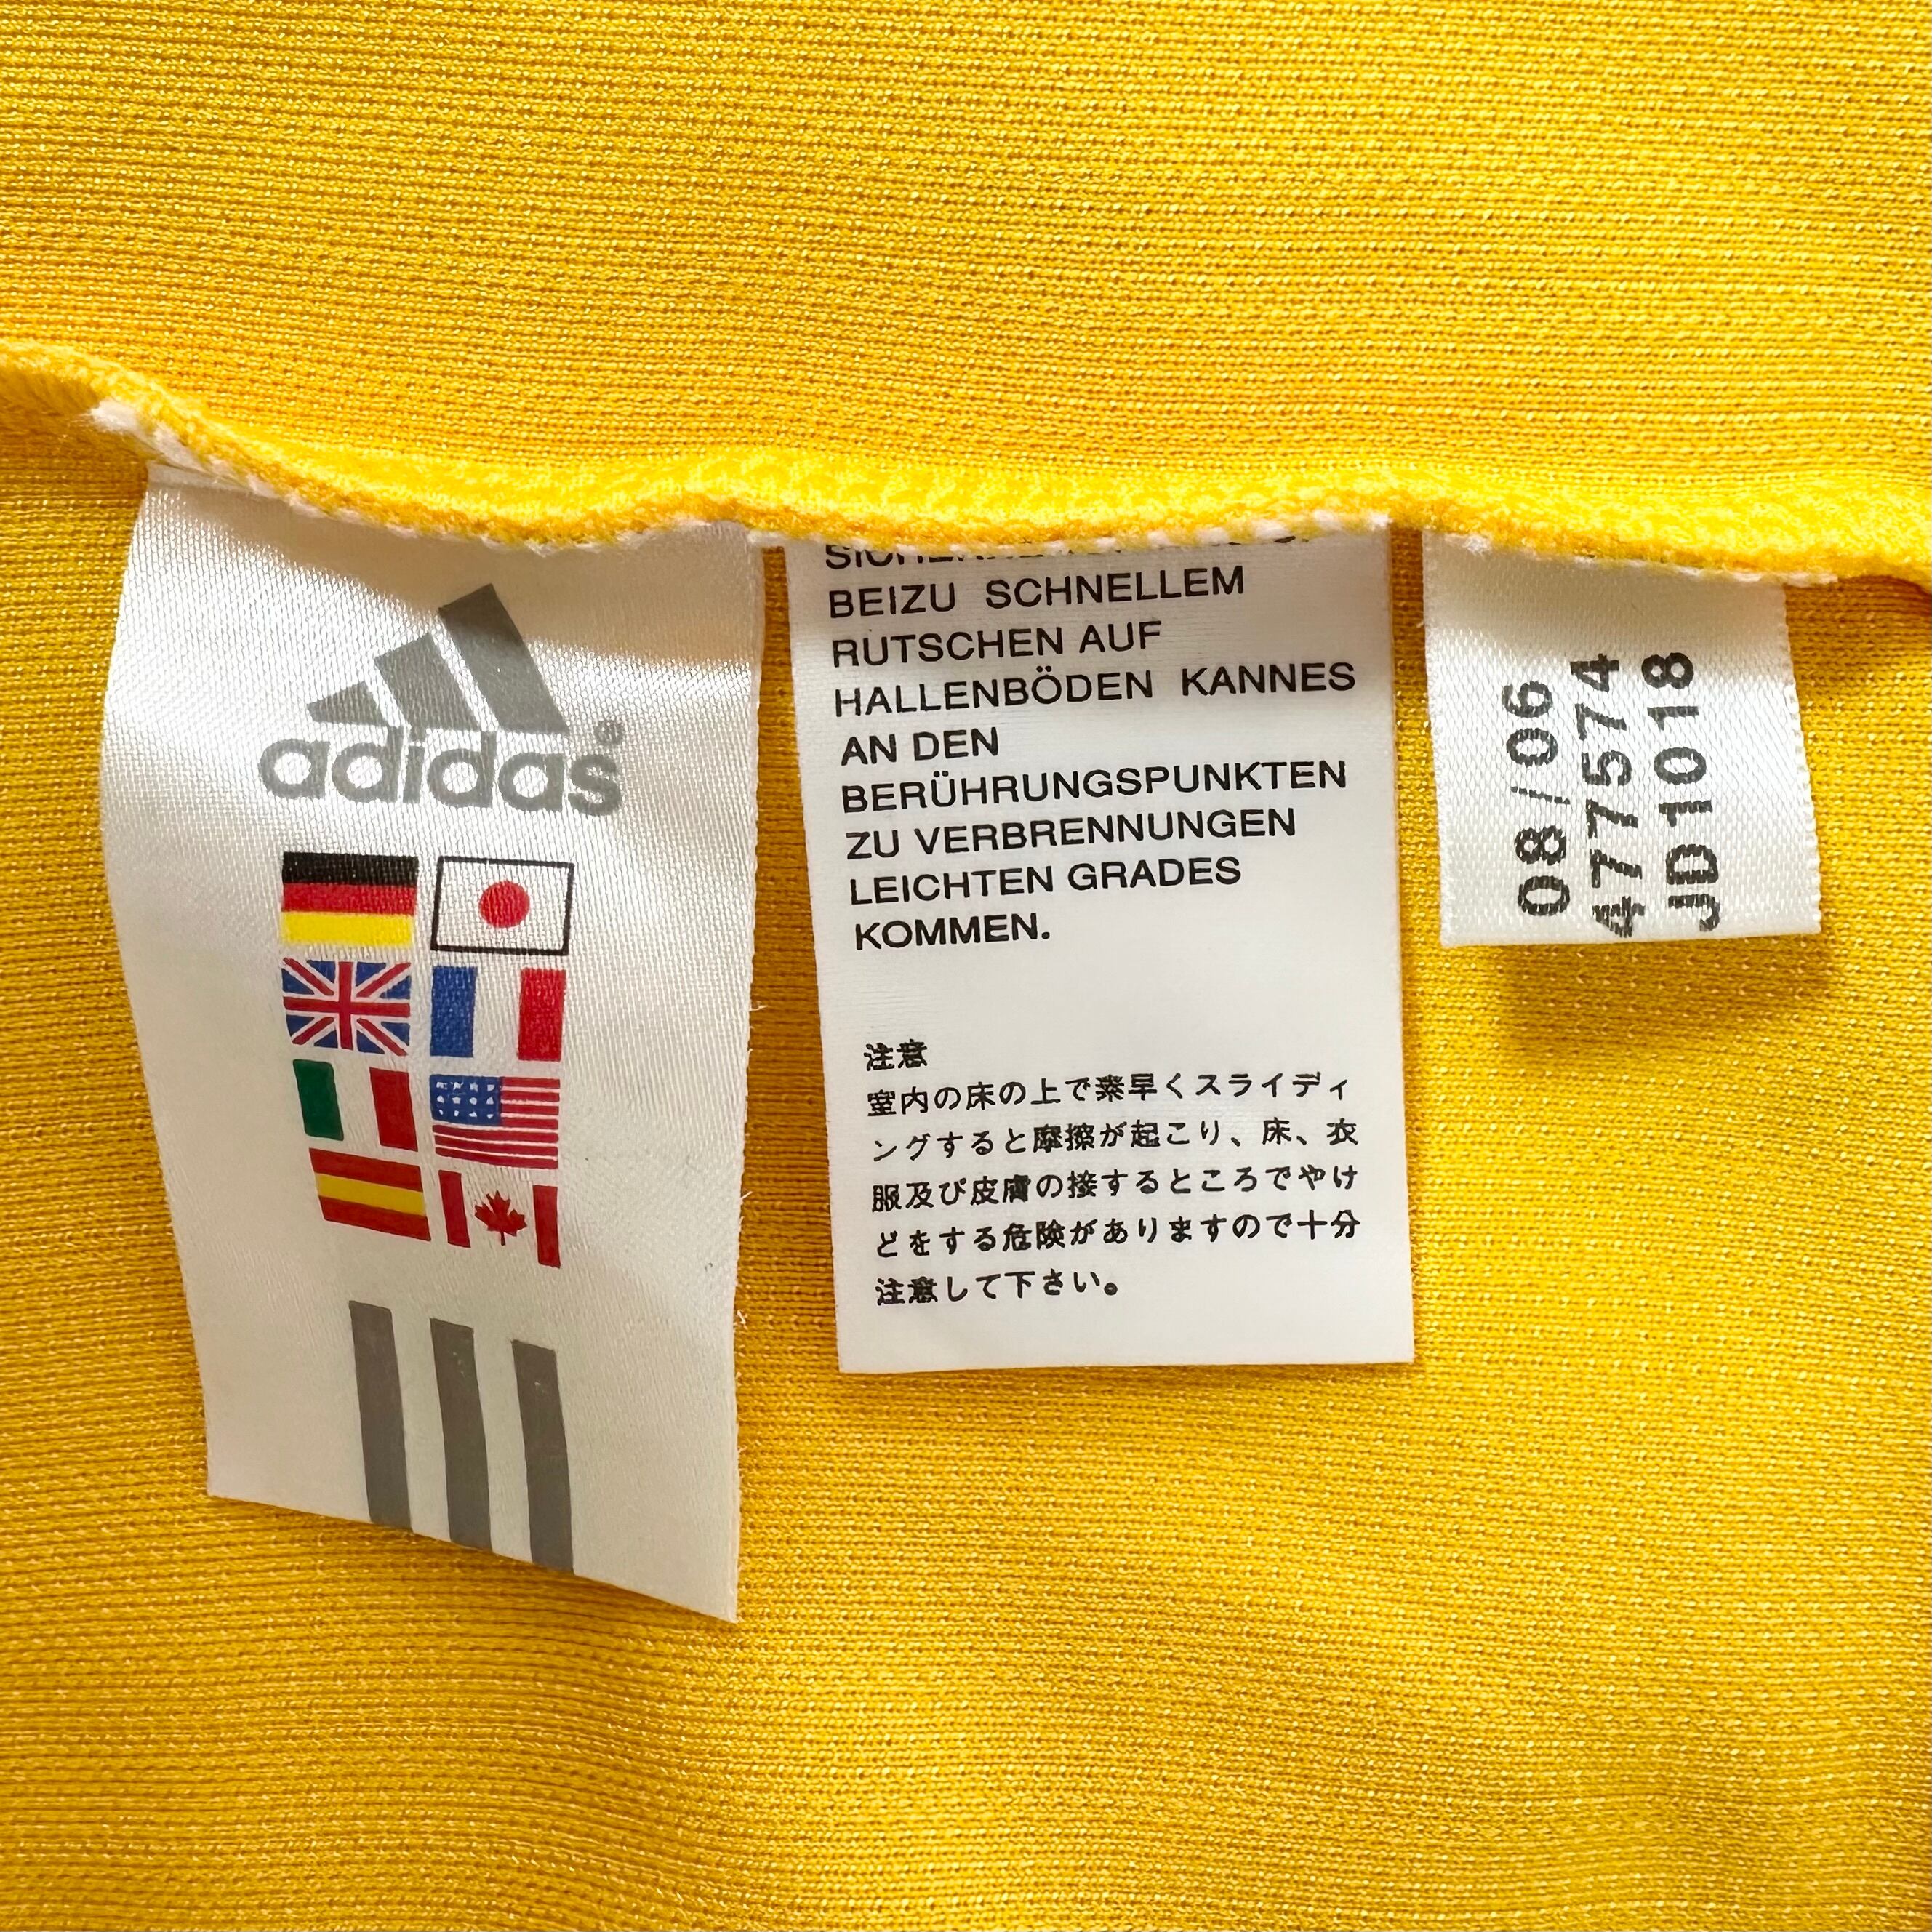 adidas®
BEIZU SCHNELLEM
RUTSCHEN AUF
HALLENBÖDEN KANNES
AN DEN
BERÜHRUNGSPUNKTEN
ZU VERBRENNUNGEN
LEICHTEN GRADES
KOMMEN.
注意
室内の床の上で素早くスライディ
ングすると摩擦が起こり、床、衣
服及び皮膚の接するところでやけ
どをする危険がありますので十分
注意して下さい。
08/06
477574
JD1018